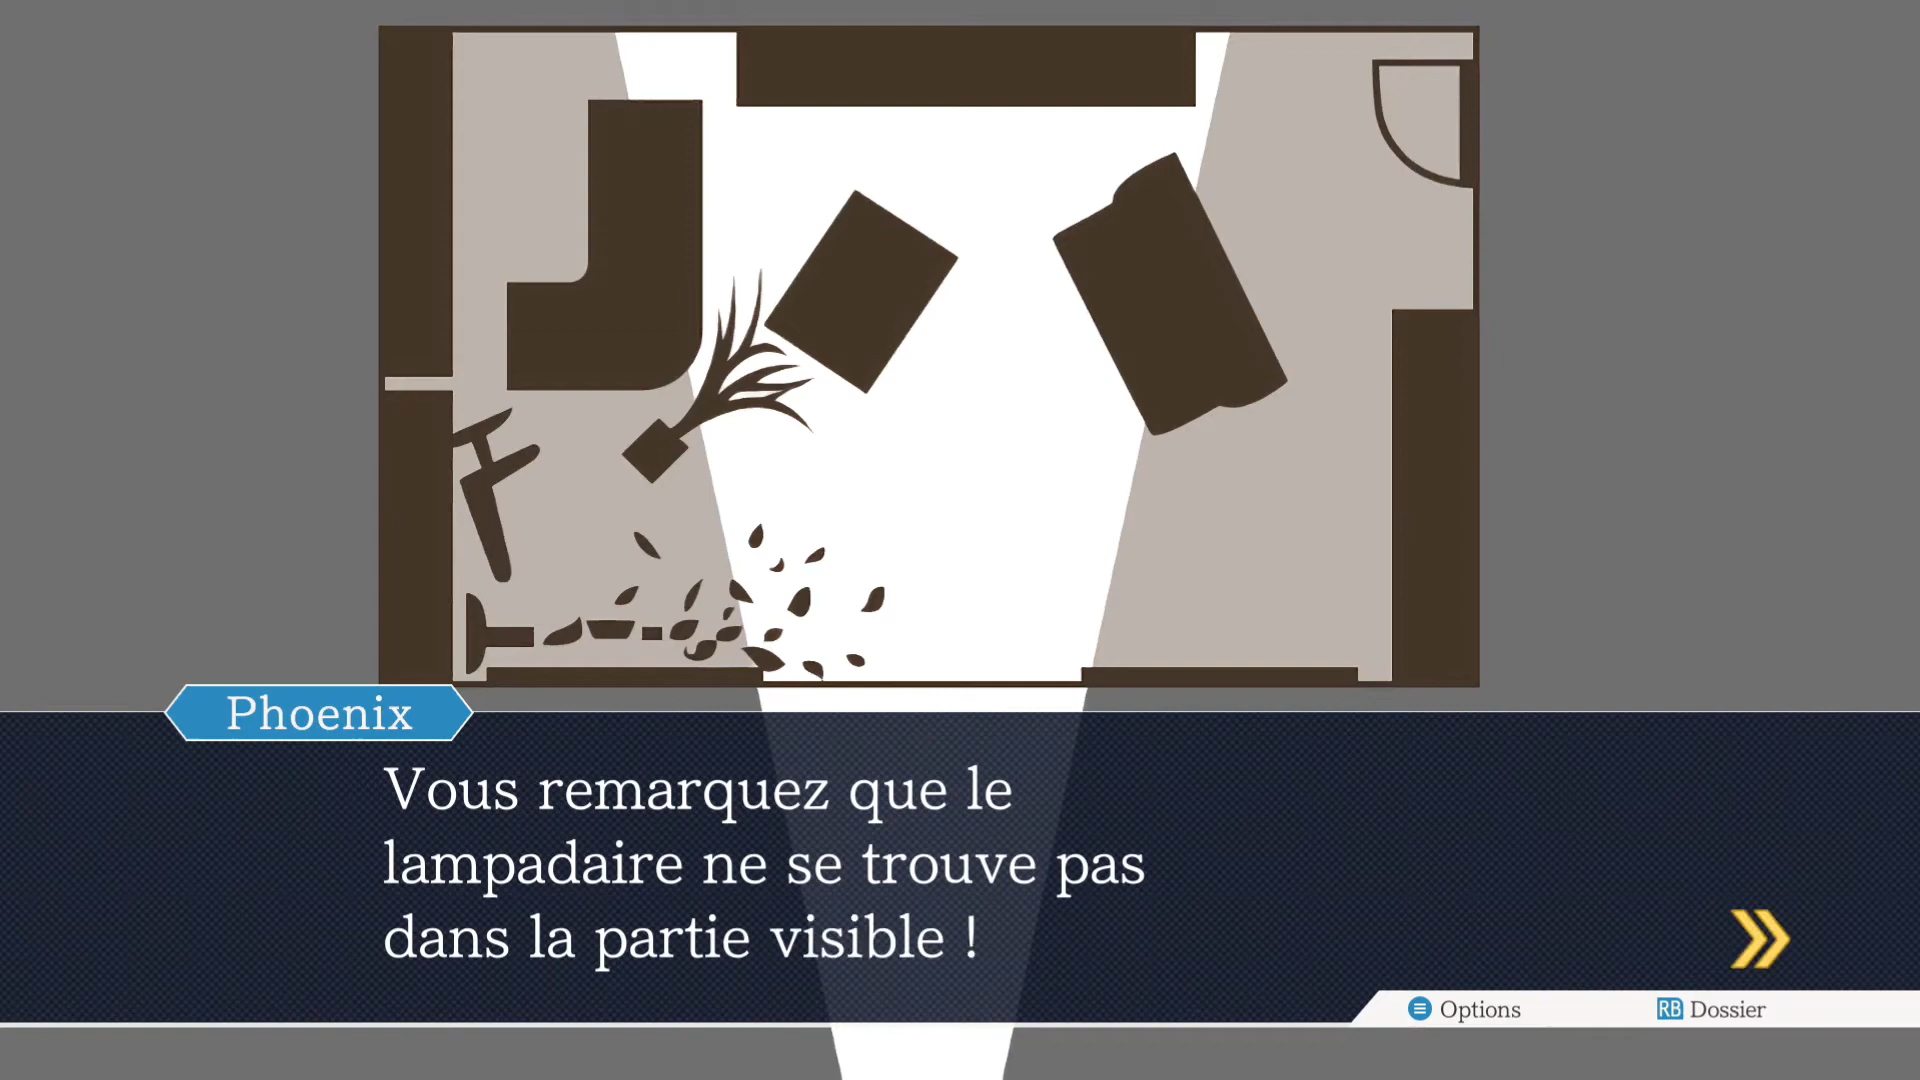 Phoenix
Vous remarquez que le
lampadaire ne se trouve pas
dans la partie visible !
Options
RB Dossier